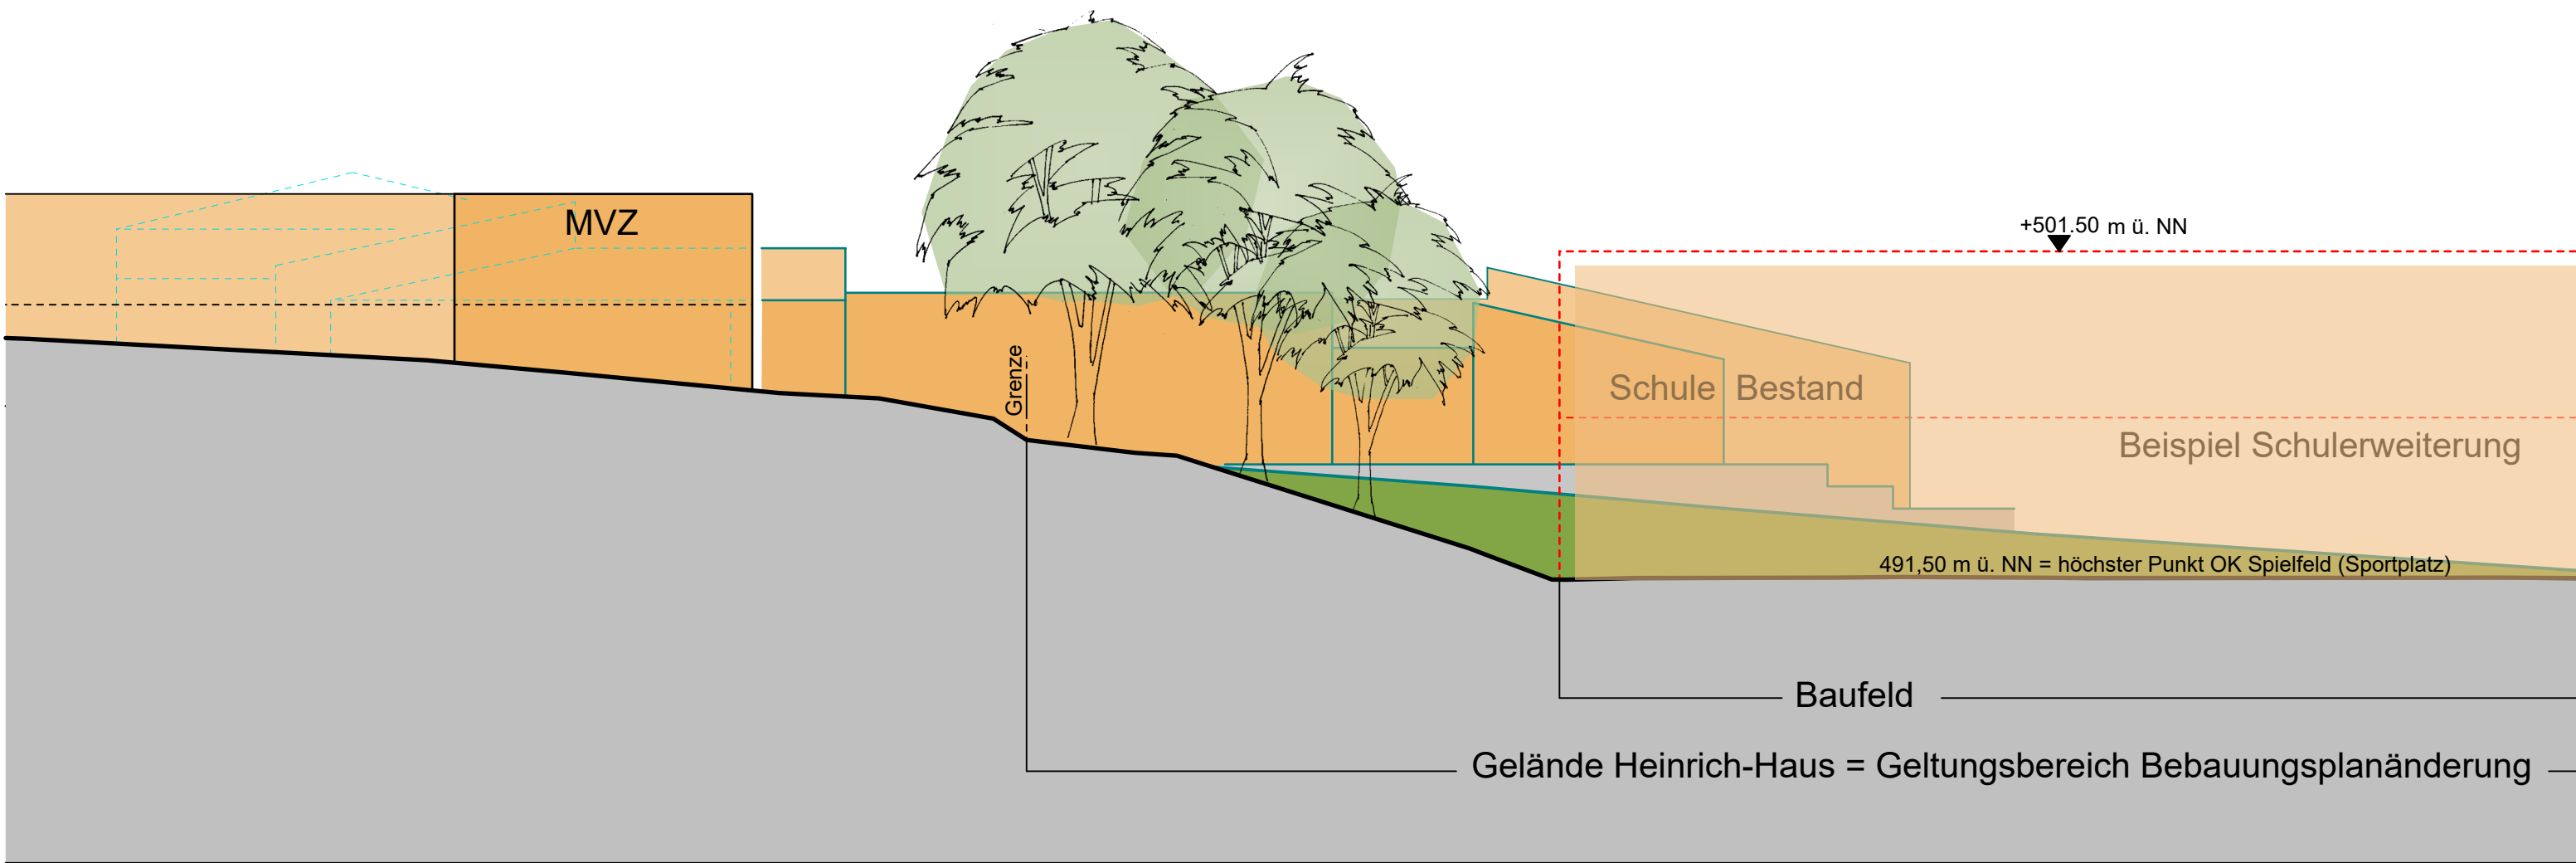 MVZ
+501.50 m ü. NN
Grenze
Schule Bestand
Beispiel Schulerweiterung
491,50 m ü. NN = höchster Punkt OK Spielfeld (Sportplatz)
Baufeld
Gelände Heinrich-Haus = Geltungsbereich Bebauungsplanänderung